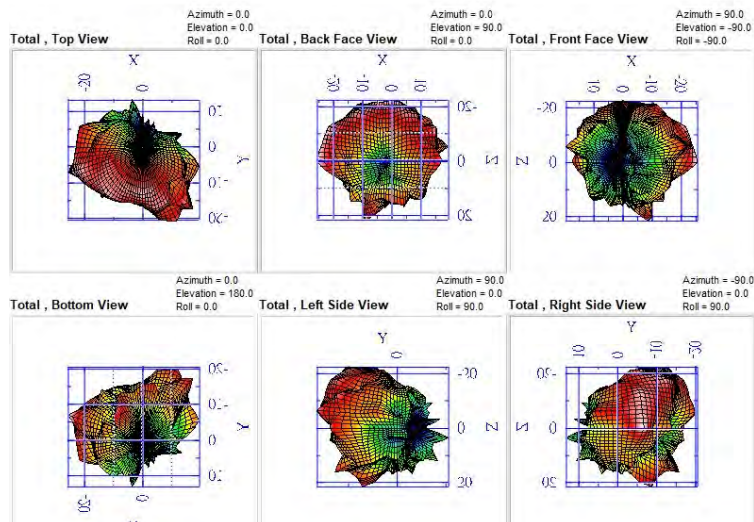 Azimuth = 0.0
Elevation = 0.0
Roll = 0.0
Total , Top View
Azimuth = 0.0
Elevation = 90.0
Roll = 0.0
Total , Back Face View
Azimuth = 90.0
Elevation = -90.0
Roll = -90.0
Total , Front Face View
X
-20
0
10
0
-10
-20
Y
X
-20
-10
0
10
-20
0
20
Z
X
10
0
-10
-20
-20
0
20
Z
Azimuth = 0.0
Elevation = 180.0
Roll = 0.0
Total , Bottom View
Azimuth = 90.0
Elevation = 0.0
Roll = 90.0
Total , Left Side View
Azimuth = -90.0
Elevation = 0.0
Roll = 90.0
Total , Right Side View
-20
-10
0
10
Y
-20
0
Y
0
-20
0
20
Z
Y
10
0
-10
-20
-20
0
20
Z